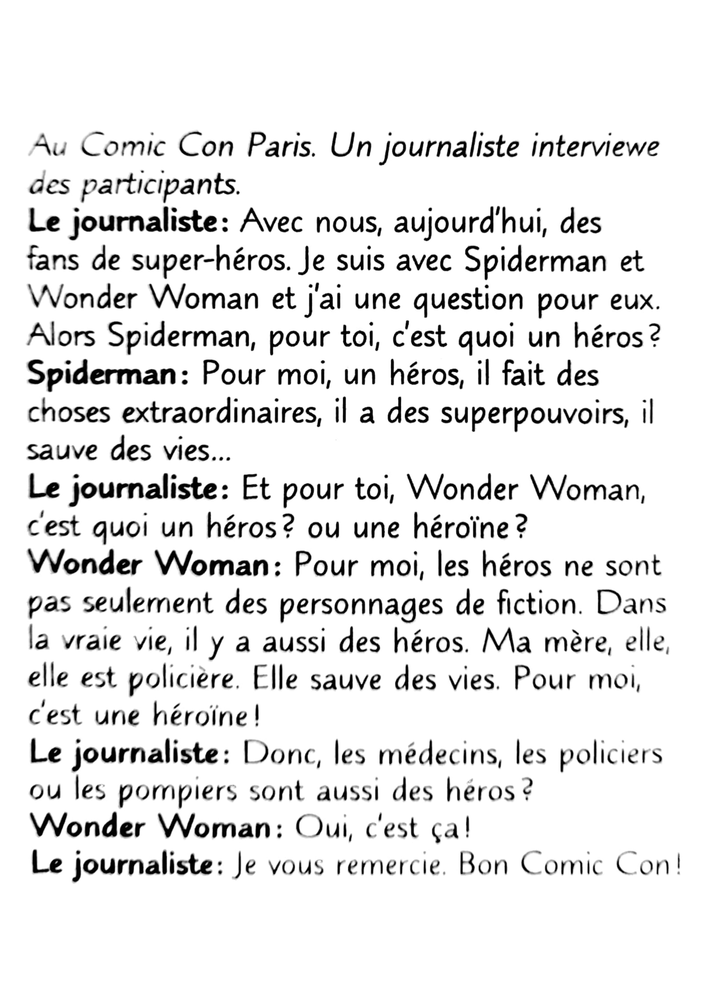 Au Comic Con Paris. Un journaliste interviewe
des participants.
Le journaliste: Avec nous, aujourd'hui, des
fans de super-héros. Je suis avec Spiderman et
Wonder Woman et j'ai une question pour eux.
Alors Spiderman, pour toi, c'est quoi un héros?
Spiderman: Pour moi, un héros, il fait des
choses extraordinaires, il a des superpouvoirs, il
sauve des vies...
Le journaliste: Et pour toi, Wonder Woman,
c'est quoi un héros? ou une héroïne?
Wonder Woman: Pour moi, les héros ne sont
pas seulement des personnages de fiction. Dans
la vraie vie, il y a aussi des héros. Ma mère, elle,
elle est policière. Elle sauve des vies. Pour moi,
c'est une héroïne!
Le journaliste: Donc, les médecins, les policiers
ou les pompiers sont aussi des héros?
Wonder Woman: Oui, c'est ça!
Le journaliste: Je vous remercie. Bon Comic Con!